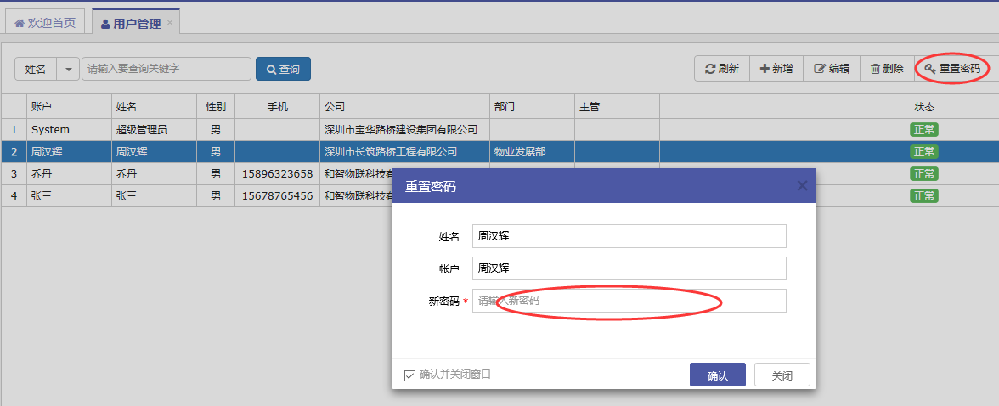 欢迎首页 用户管理
姓名 请输入要查询关键字 查询 刷新 新增 编辑 删除 重置密码
账户 姓名 性别 手机 公司 部门 主管 状态
1 System 超级管理员 男 深圳市宝华路桥建设集团有限公司 正常
2 周汉辉 周汉辉 男 深圳市长筑路桥工程有限公司 物业发展部 正常
3 乔丹 乔丹 男 15896323658 和智物联科技 正常
4 张三 张三 男 15678765456 和智物联科技 正常
重置密码
姓名 周汉辉
帐户 周汉辉
新密码 * 请输入新密码
确认并关闭窗口 确认 关闭